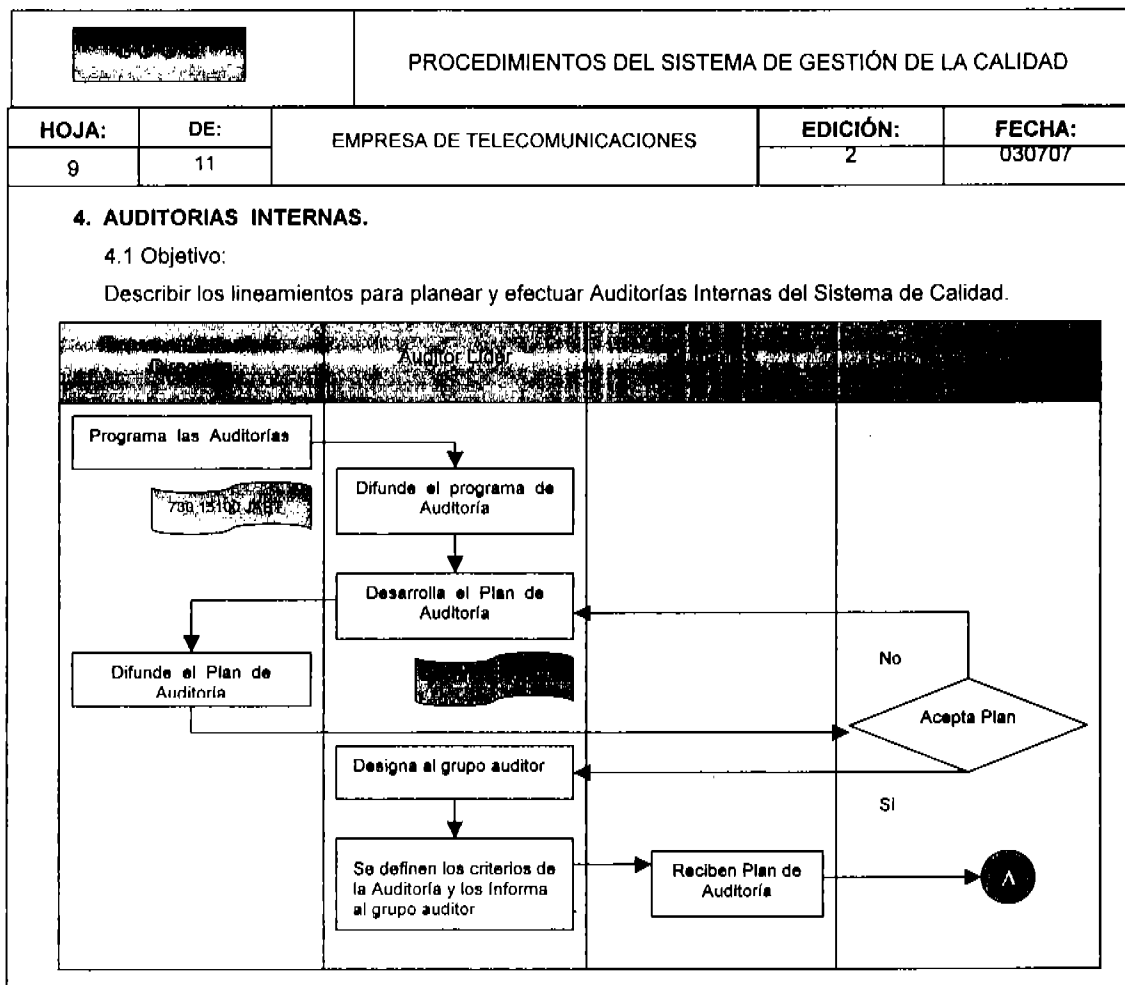 PROCEDIMIENTOS DEL SISTEMA DE GESTIÓN DE LA CALIDAD
HOJA:
DE:
EMPRESA DE TELECOMUNICACIONES
EDICIÓN:
FECHA:
9
11
2
030707
4. AUDITORIAS INTERNAS.
4.1 Objetivo:
Describir los lineamientos para planear y efectuar Auditorías Internas del Sistema de Calidad.
Auditor Líder
Programa las Auditorías
Difunde el programa de
Auditoría
Desarrolla el Plan de
Auditoría
Difunde el Plan de
Auditoría
No
Acepta Plan
Designa al grupo auditor
Si
Se definen los criterios de
la Auditoría y los Informa
al grupo auditor
Reciben Plan de
Auditoría
A